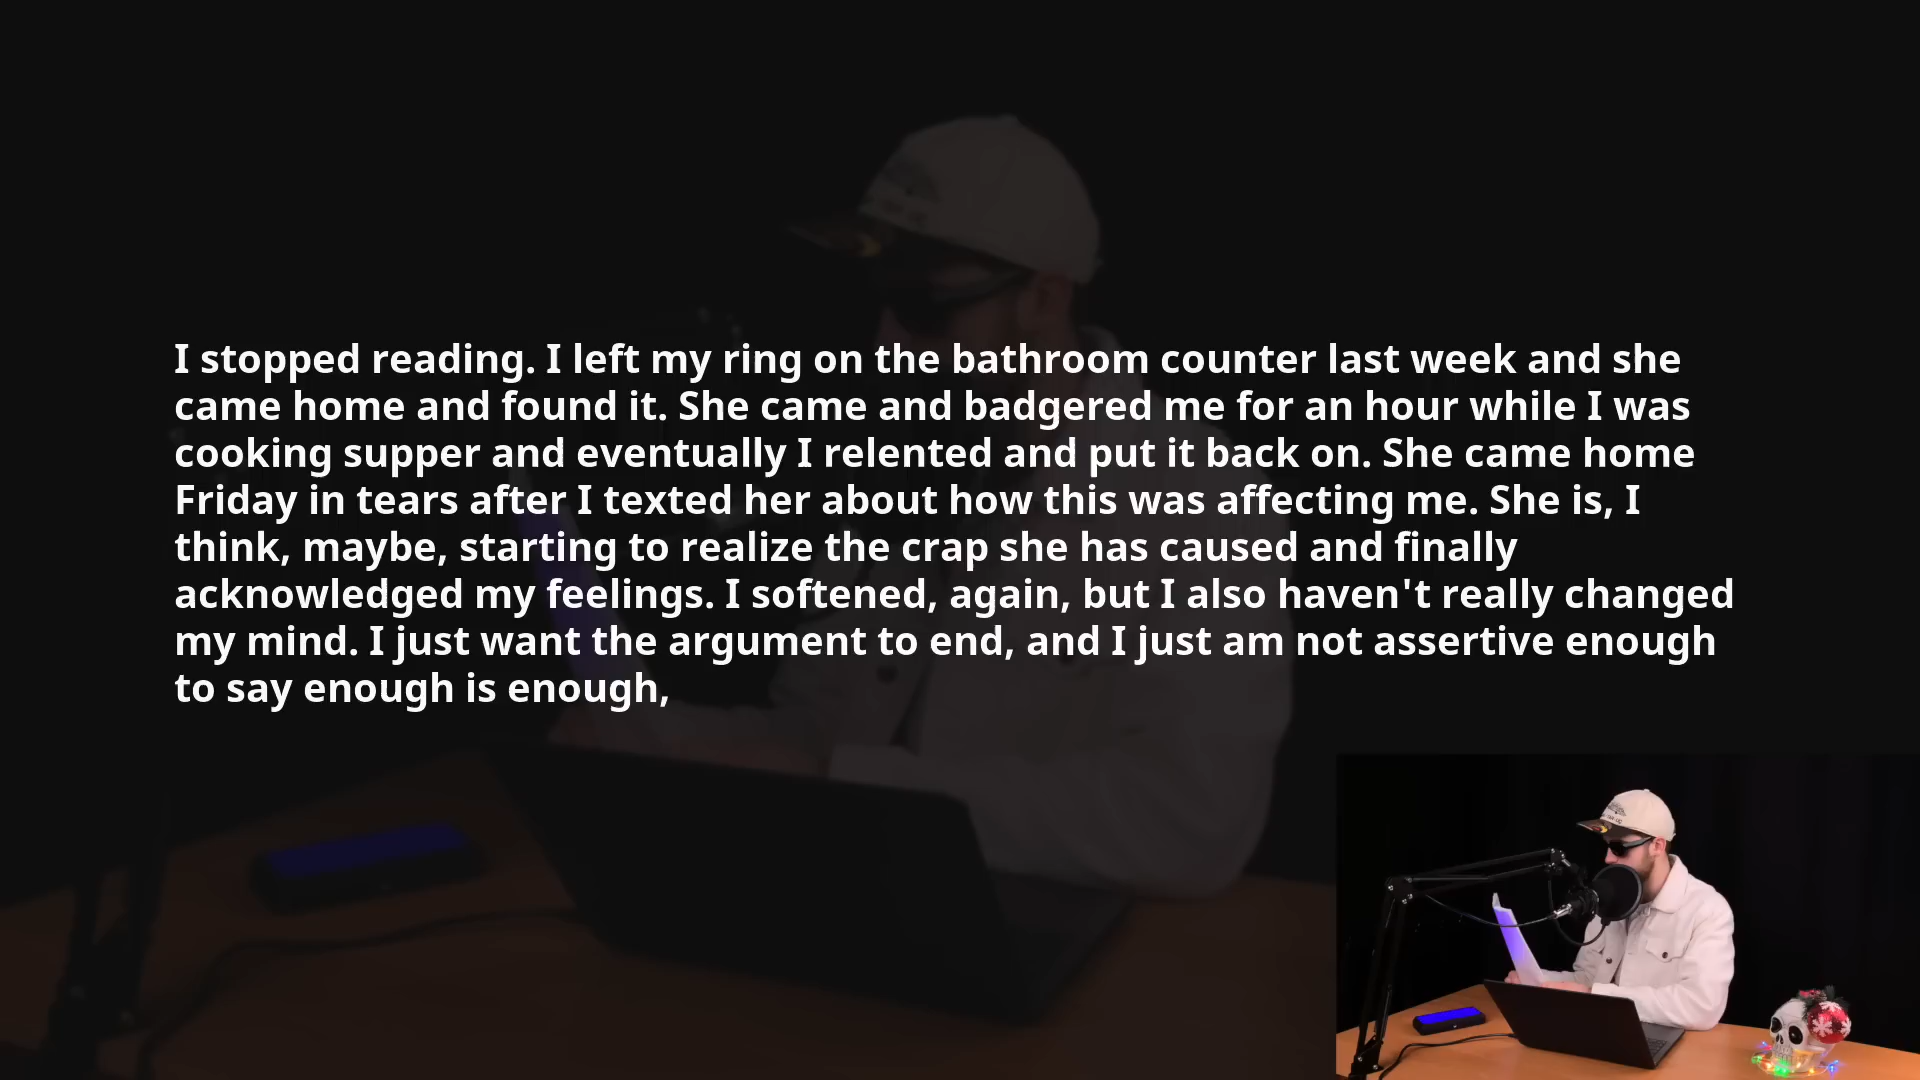 I stopped reading. I left my ring on the bathroom counter last week and she
came home and found it. She came and badgered me for an hour while I was
cooking supper and eventually I relented and put it back on. She came home
Friday in tears after I texted her about how this was affecting me. She is, I
think, maybe, starting to realize the crap she has caused and finally
acknowledged my feelings. I softened, again, but I also haven't really changed
my mind. I just want the argument to end, and I just am not assertive enough
to say enough is enough,